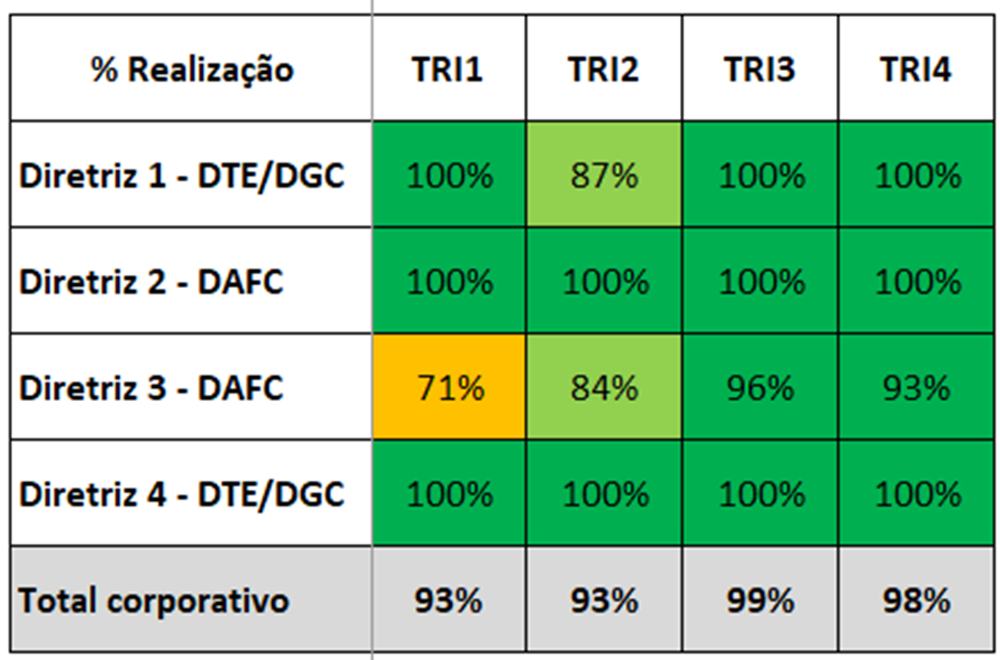 % Realização TRI1 TRI2 TRI3 TRI4
Diretriz 1 - DTE/DGC 100% 87% 100% 100%
Diretriz 2 - DAFC 100% 100% 100% 100%
Diretriz 3 - DAFC 71% 84% 96% 93%
Diretriz 4 - DTE/DGC 100% 100% 100% 100%
Total corporativo 93% 93% 99% 98%